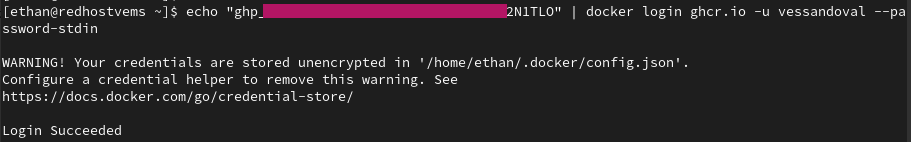 [ethan@redhostvems ~]$ echo "ghp_2N1TLO" | docker login ghcr.io -u vessandoval --pa
ssword-stdin
WARNING! Your credentials are stored unencrypted in '/home/ethan/.docker/config.json'.
Configure a credential helper to remove this warning. See
https://docs.docker.com/go/credential-store/
Login Succeeded